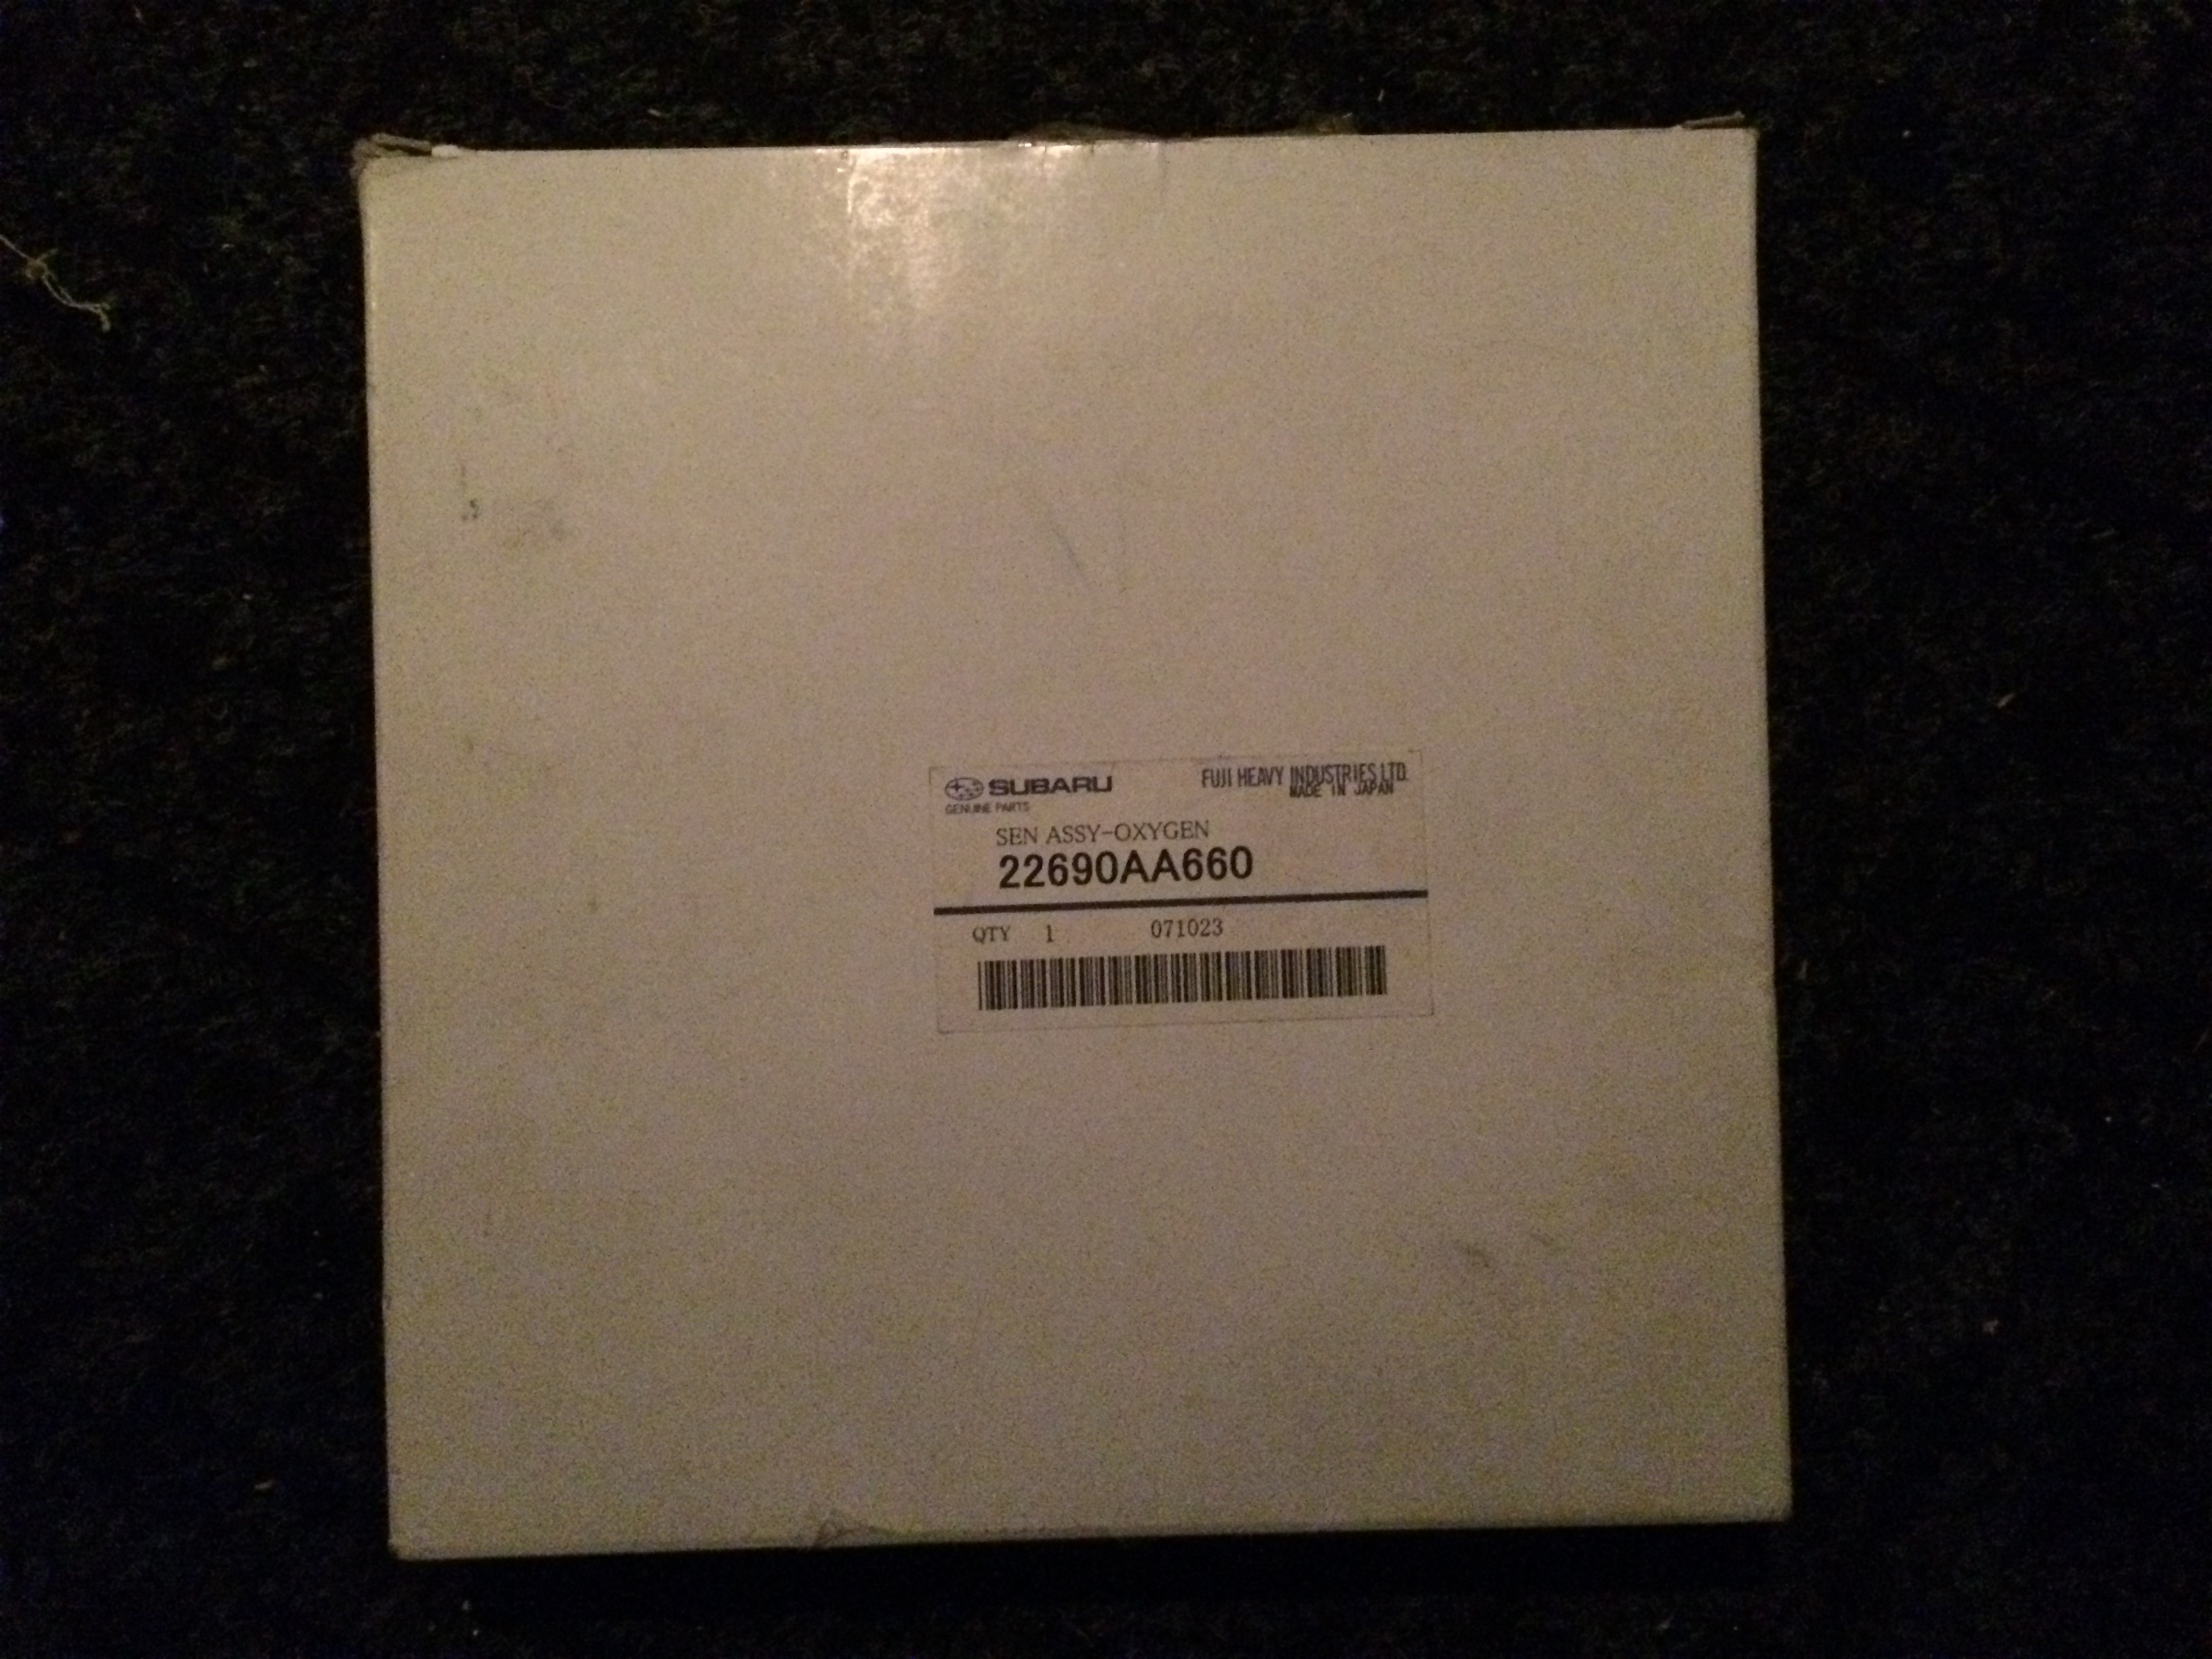 SUBARU
GENUINE PARTS
FUJI HEAVY INDUSTRIES LTD.
MADE IN JAPAN
SEN ASSY-OXYGEN
22690AA660
QTY 1 071023